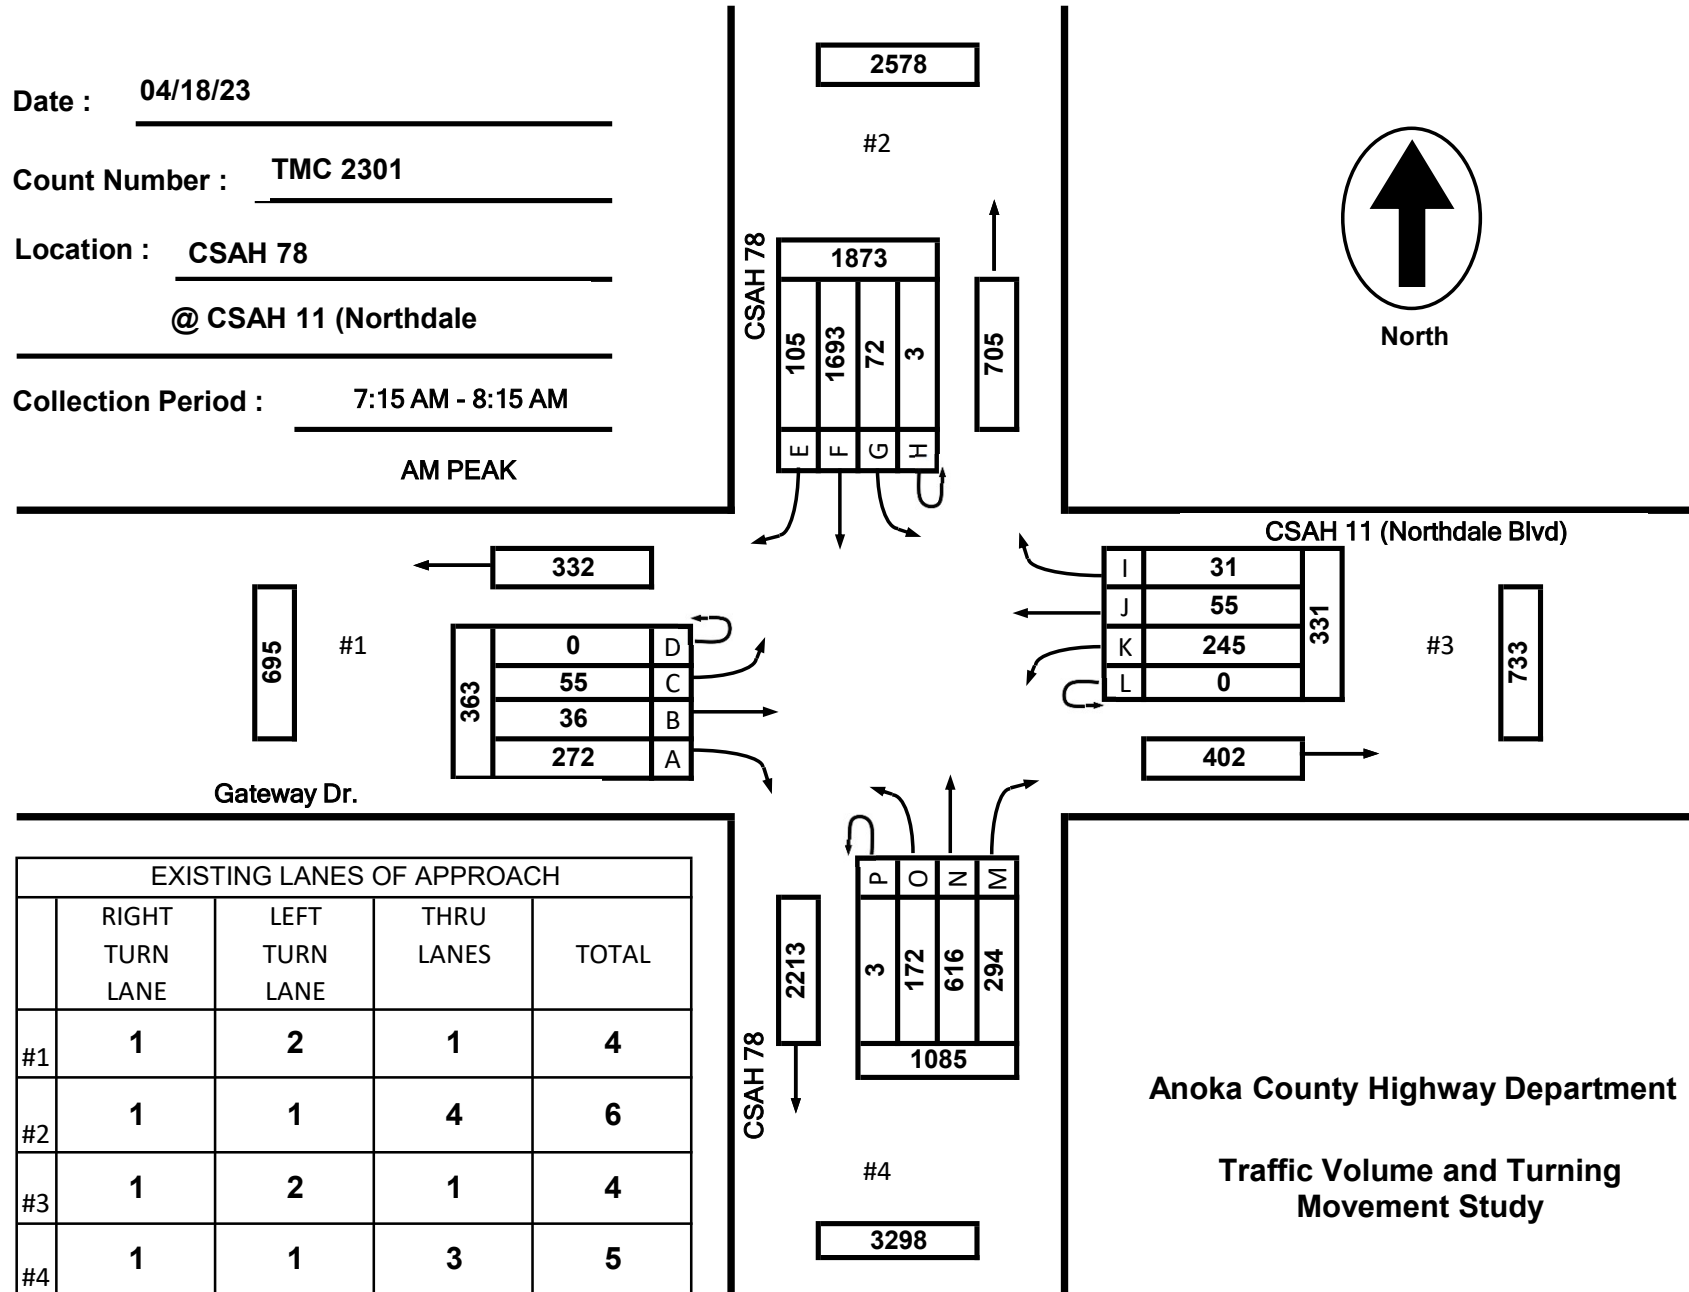 Date : 04/18/23
Count Number : TMC 2301
Location : CSAH 78
@ CSAH 11 (Northdale
Collection Period : 7:15 AM - 8:15 AM
AM PEAK
2578
#2
CSAH 78
1873
105 1693 72 3
E F G H
705
North
CSAH 11 (Northdale Blvd)
332
695
#1
363
0 D
55 C
36 B
272 A
Gateway Dr.
I 31
J 55
K 245
L 0
331
#3
733
402
P O N M
3 172 616 294
1085
2213
CSAH 78
#4
3298
EXISTING LANES OF APPROACH
RIGHT TURN LANE LEFT TURN LANE THRU LANES TOTAL
#1 1 2 1 4
#2 1 1 4 6
#3 1 2 1 4
#4 1 1 3 5
Anoka County Highway Department
Traffic Volume and Turning
Movement Study